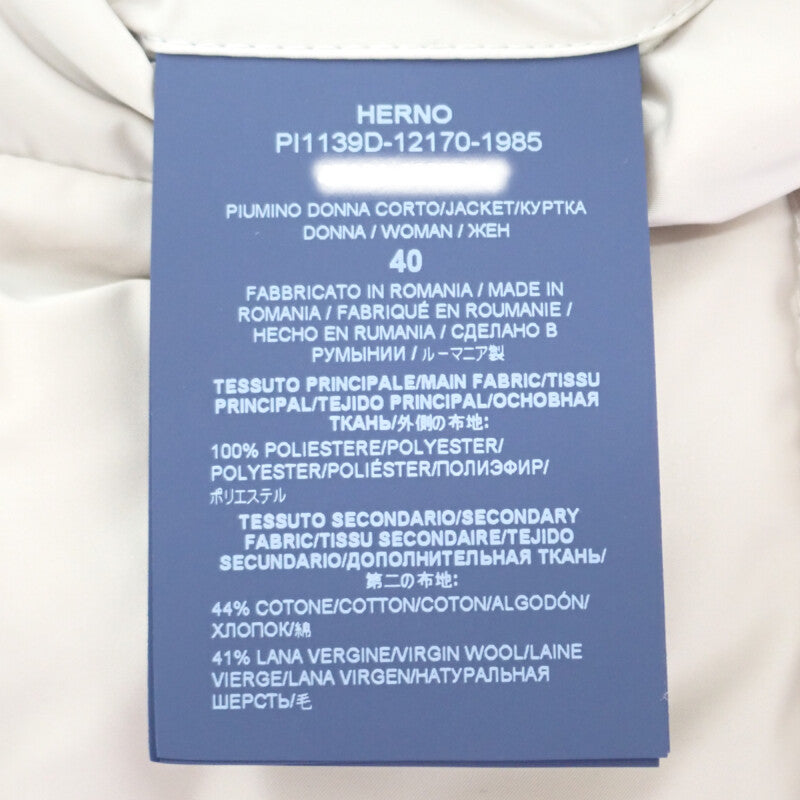 HERNO
PI1139D-12170-1985
PIUMINO DONNA CORTO/JACKET/КУРТКА
DONNA / WOMAN / ЖЕН
40
FABBRICATO IN ROMANIA / MADE IN
ROMANIA / FABRIQUÉ EN ROUMANIE /
HECHO EN RUMANIA / СДЕЛАНО В
РУМЫНИИ / ルーマニア製
TESSUTO PRINCIPALE/MAIN FABRIC/TISSU
PRINCIPAL/TEJIDO PRINCIPAL/ОСНОВНАЯ
ТКАНЬ/外側の布地:
100% POLIESTERE/POLYESTER/
POLYESTER/POLIÉSTER/ПОЛИЭФИР/
ポリエステル
TESSUTO SECONDARIO/SECONDARY
FABRIC/TISSU SECONDAIRE/TEJIDO
SECUNDARIO/ДОПОЛНИТЕЛЬНАЯ ТКАНЬ/
第二の布地:
44% COTONE/COTTON/COTON/ALGODÓN/
ХЛОПОК/綿
41% LANA VERGINE/VIRGIN WOOL/LAINE
VIERGE/LANA VIRGEN/НАТУРАЛЬНАЯ
ШЕРСТЬ/毛